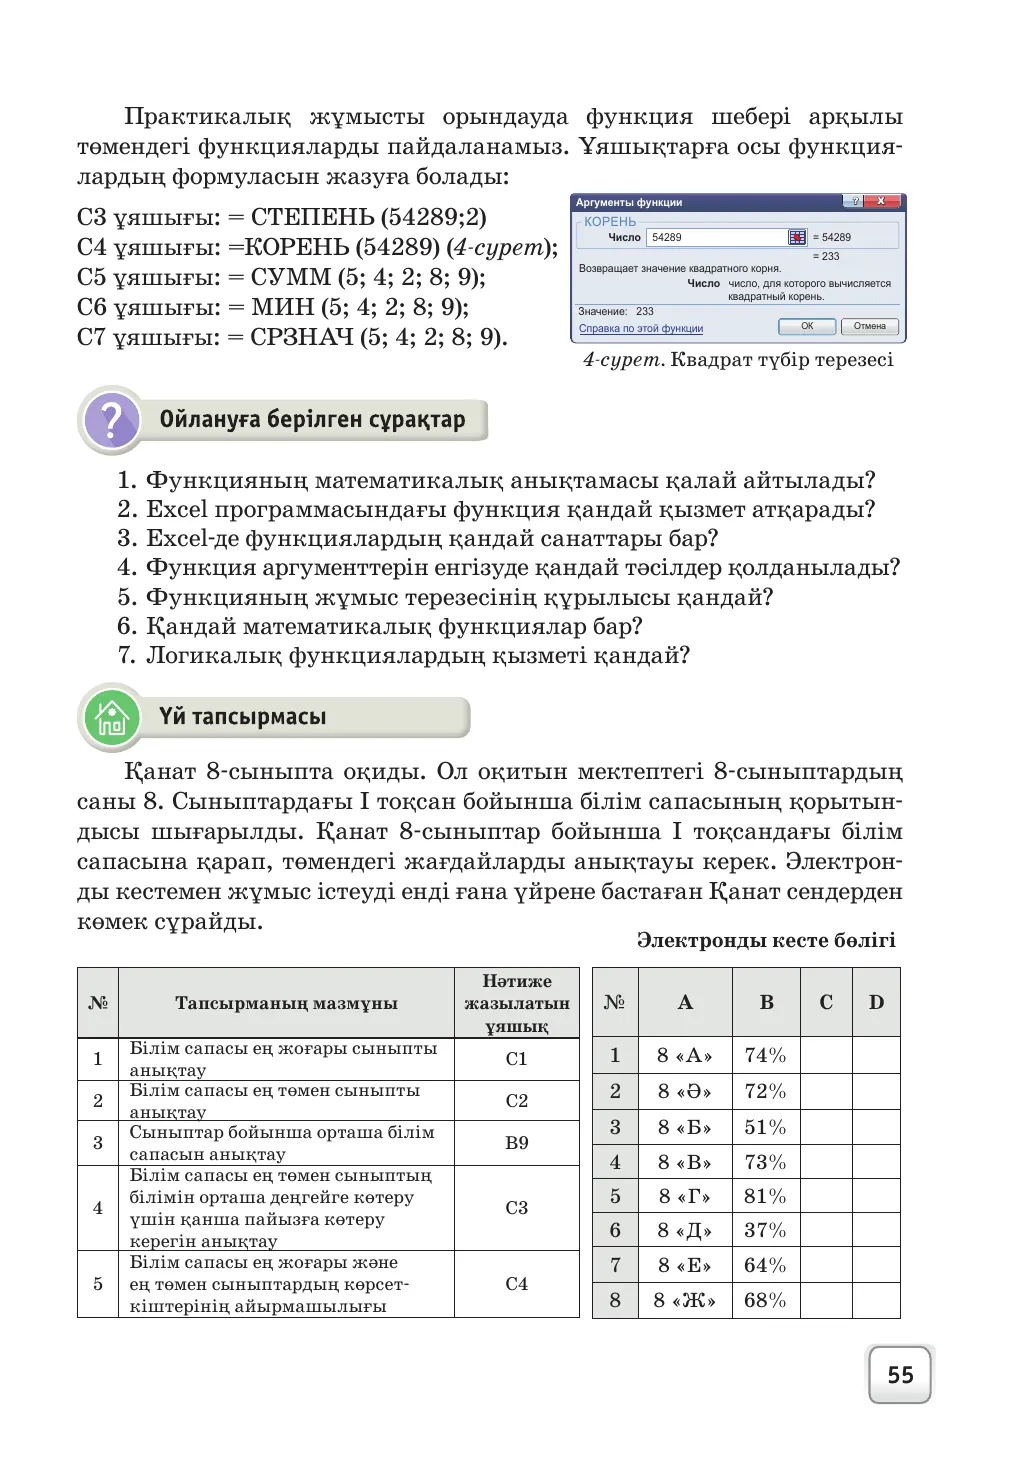 Практикалық жұмысты орындауда функция шебері арқылы
төмендегі функцияларды пайдаланамыз. Ұяшықтарға осы функция-
лардың формуласын жазуға болады:
С3 ұяшығы: = СТЕПЕНЬ (54289;2)
С4 ұяшығы: =КОРЕНЬ (54289) (4-сурет);
С5 ұяшығы: = СУММ (5; 4; 2; 8; 9);
С6 ұяшығы: = МИН (5; 4; 2; 8; 9);
С7 ұяшығы: = СРЗНАЧ (5; 4; 2; 8; 9).
Аргументы функции ? X
КОРЕНЬ
Число 54289 = 54289
= 233
Возвращает значение квадратного корня.
Число число, для которого вычисляется
квадратный корень.
Значение: 233
Справка по этой функции ОК Отмена
4-сурет. Квадрат түбір терезесі
? Ойлануға берілген сұрақтар
1. Функцияның математикалық анықтамасы қалай айтылады?
2. Excel программасындағы функция қандай қызмет атқарады?
3. Excel-де функциялардың қандай санаттары бар?
4. Функция аргументтерін енгізуде қандай тәсілдер қолданылады?
5. Функцияның жұмыс терезесінің құрылысы қандай?
6. Қандай математикалық функциялар бар?
7. Логикалық функциялардың қызметі қандай?
Үй тапсырмасы
Қанат 8-сыныпта оқиды. Ол оқитын мектептегі 8-сыныптардың
саны 8. Сыныптардағы I тоқсан бойынша білім сапасының қорытын-
дысы шығарылды. Қанат 8-сыныптар бойынша I тоқсандағы білім
сапасына қарап, төмендегі жағдайларды анықтауы керек. Электрон-
ды кестемен жұмыс істеуді енді ғана үйрене бастаған Қанат сендерден
көмек сұрайды.
Электронды кесте бөлігі
№ Тапсырманың мазмұны Нәтиже
жазылатын
ұяшық
1 Білім сапасы ең жоғары сыныпты
анықтау С1
2 Білім сапасы ең төмен сыныпты
анықтау С2
3 Сыныптар бойынша орташа білім
сапасын анықтау В9
4 Білім сапасы ең төмен сыныптың
білімін орташа деңгейге көтеру
үшін қанша пайызға көтеру
керегін анықтау С3
5 Білім сапасы ең жоғары және
ең төмен сыныптардың көрсет-
кіштерінің айырмашылығы С4
№ A B C D
1 8 «А» 74%
2 8 «Ә» 72%
3 8 «Б» 51%
4 8 «В» 73%
5 8 «Г» 81%
6 8 «Д» 37%
7 8 «Е» 64%
8 8 «Ж» 68%
55